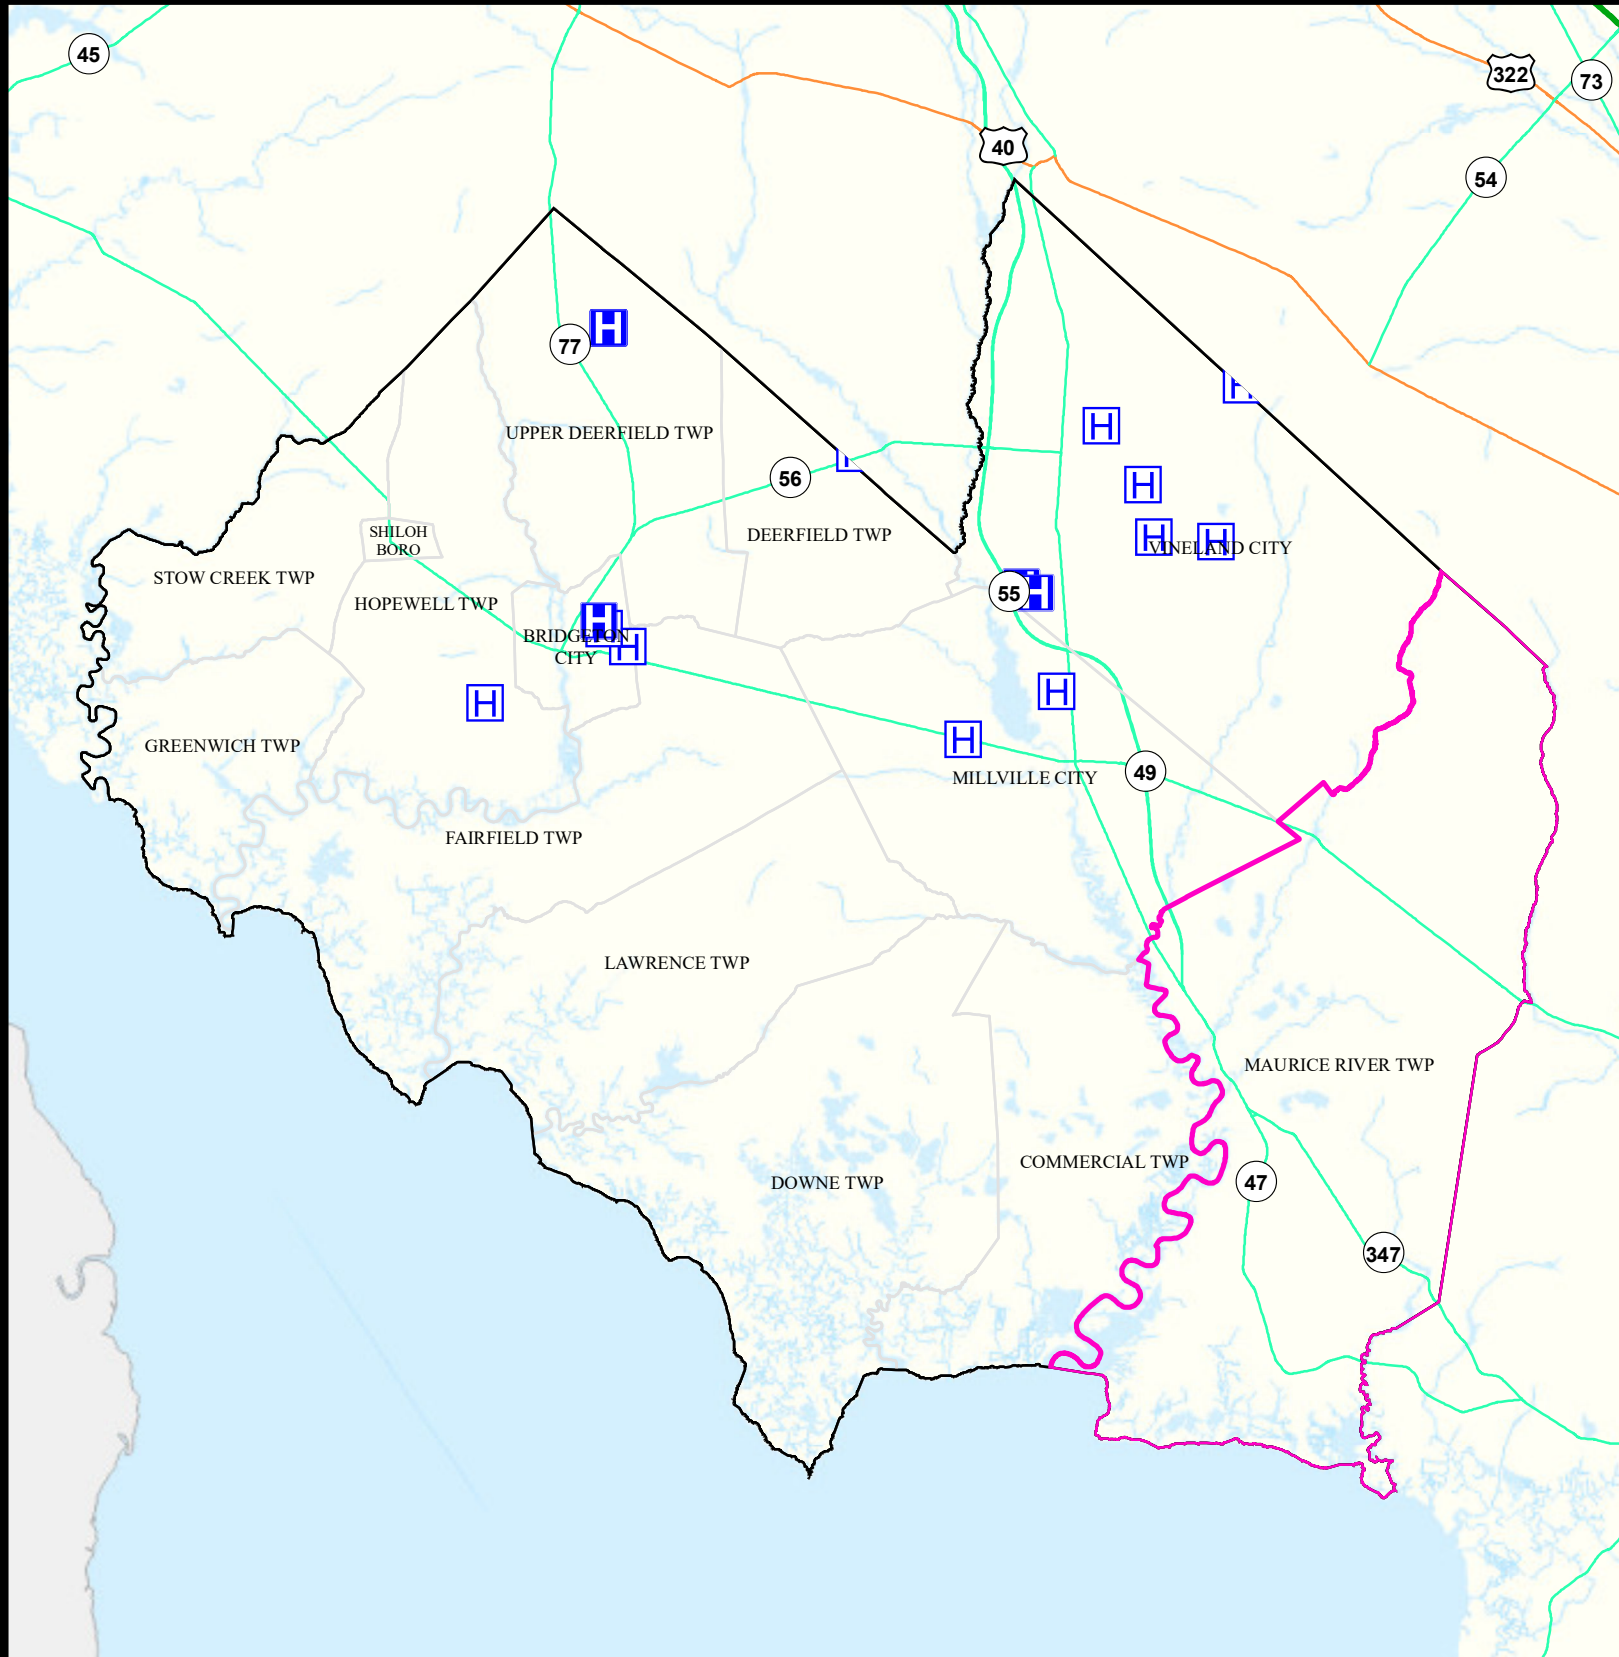 45
322
73
40
54
H
77
H
H
UPPER DEERFIELD TWP
56
H
SHILOH
BORO
DEERFIELD TWP
H
H
VINELAND CITY
STOW CREEK TWP
55
H
HOPEWELL TWP
H
BRIDGETON
CITY
H
H
H
H
GREENWICH TWP
MILLVILLE CITY
49
FAIRFIELD TWP
LAWRENCE TWP
MAURICE RIVER TWP
COMMERCIAL TWP
DOWNE TWP
47
347